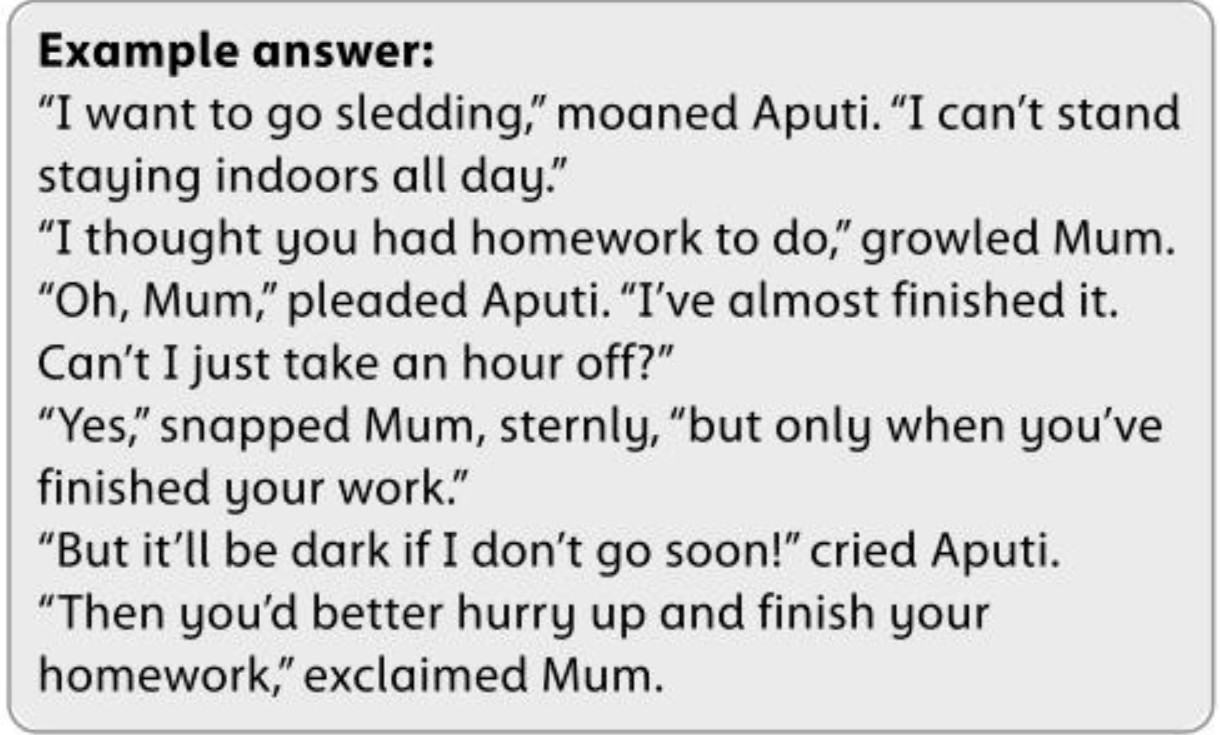 Example answer:
“I want to go sledding,” moaned Aputi. “I can’t stand
staying indoors all day.”
“I thought you had homework to do,” growled Mum.
“Oh, Mum,” pleaded Aputi. “I’ve almost finished it.
Can’t I just take an hour off?”
“Yes,” snapped Mum, sternly, “but only when you’ve
finished your work.”
“But it’ll be dark if I don’t go soon!” cried Aputi.
“Then you’d better hurry up and finish your
homework,” exclaimed Mum.